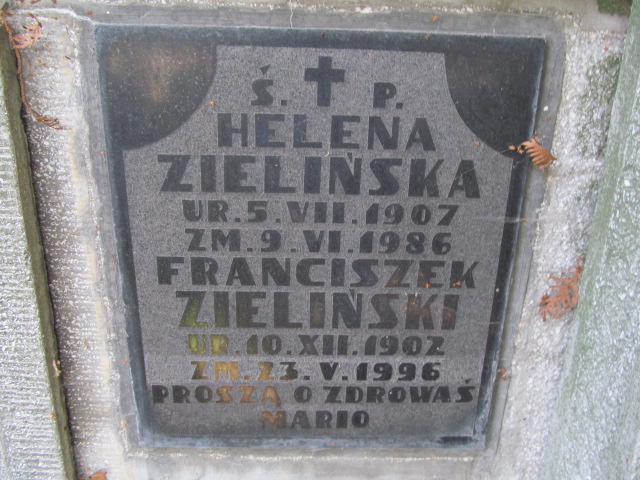 Ś. P.
HELENA
ZIELIŃSKA
UR. 5. VII. 1907
ZM. 9. VI. 1986
FRANCISZEK
ZIELIŃSKI
UR. 10. XII. 1902
ZM. 23. V. 1996
PROSZĄ O ZDROWAŚ
MARIO